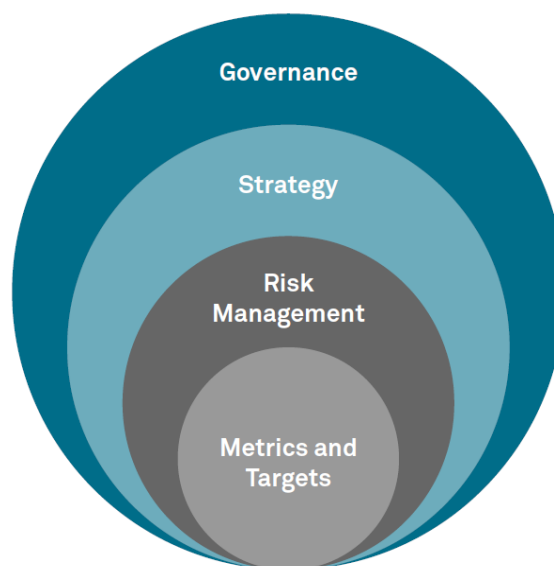 Governance
Strategy
Risk
Management
Metrics and
Targets